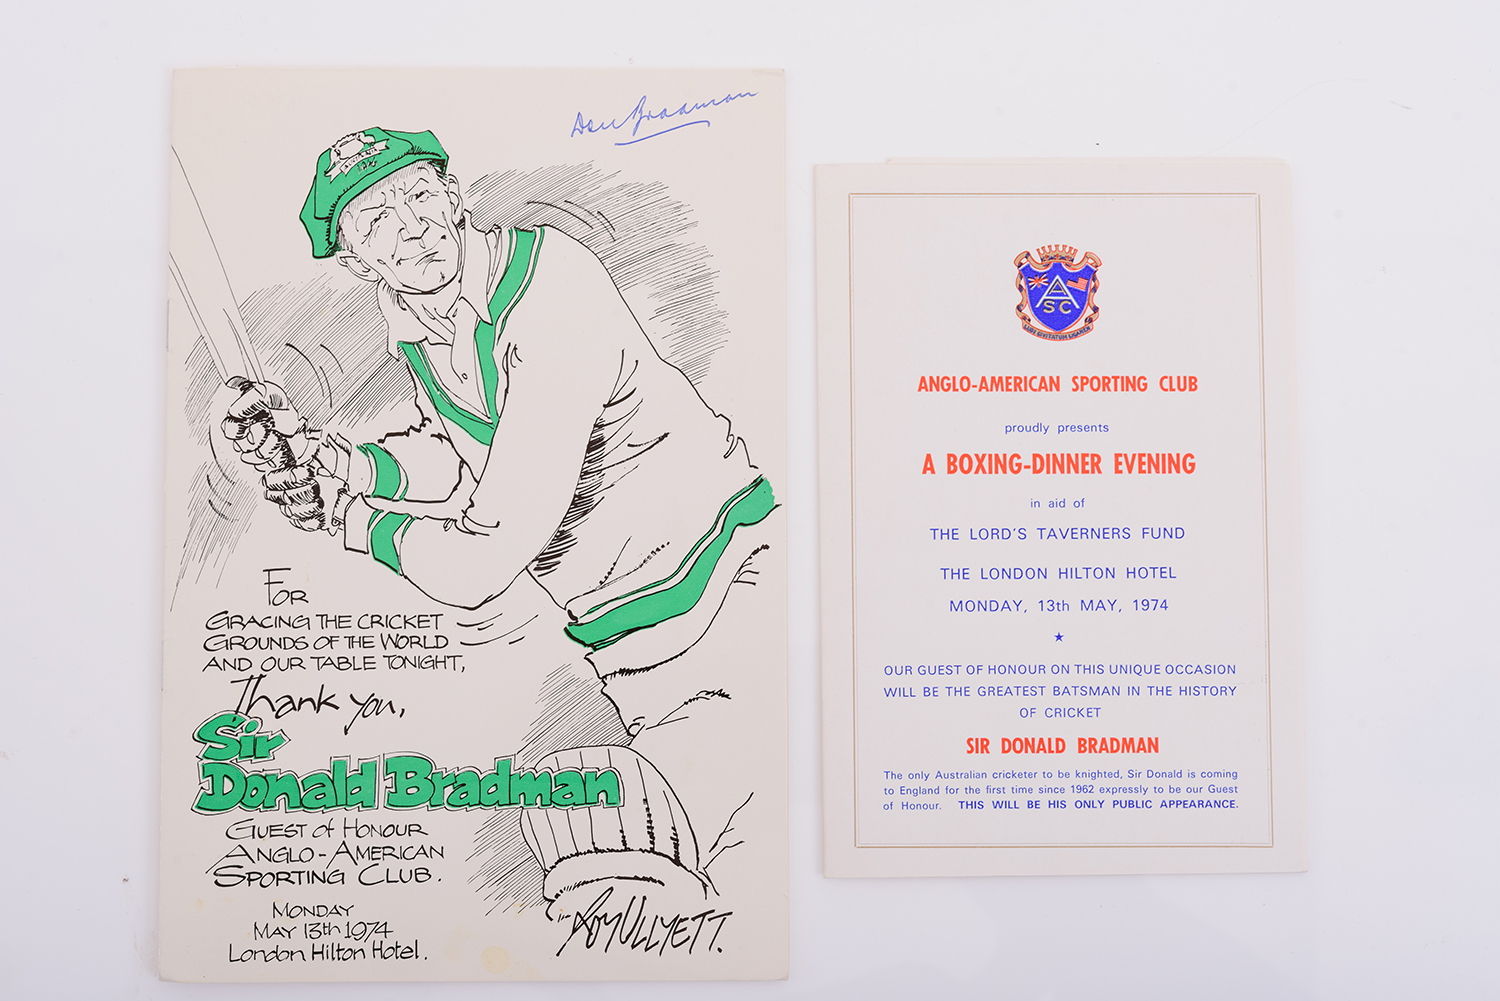 Don Bradman
AUSTRALIA
FOR
GRACING THE CRICKET
GROUNDS OF THE WORLD
AND OUR TABLE TONIGHT,
Thank you,
Sir
Donald Bradman
GUEST of HONOUR
ANGLO-AMERICAN
SPORTING CLUB.
MONDAY
MAY 13th 1974
London Hilton Hotel.
ROY ULLYETT.
A
SC
LUDI CIVITATUM LIGAMEN
ANGLO-AMERICAN SPORTING CLUB
proudly presents
A BOXING-DINNER EVENING
in aid of
THE LORD'S TAVERNERS FUND
THE LONDON HILTON HOTEL
MONDAY, 13th MAY, 1974
★
OUR GUEST OF HONOUR ON THIS UNIQUE OCCASION
WILL BE THE GREATEST BATSMAN IN THE HISTORY
OF CRICKET
SIR DONALD BRADMAN
The only Australian cricketer to be knighted, Sir Donald is coming
to England for the first time since 1962 expressly to be our Guest
of Honour. THIS WILL BE HIS ONLY PUBLIC APPEARANCE.